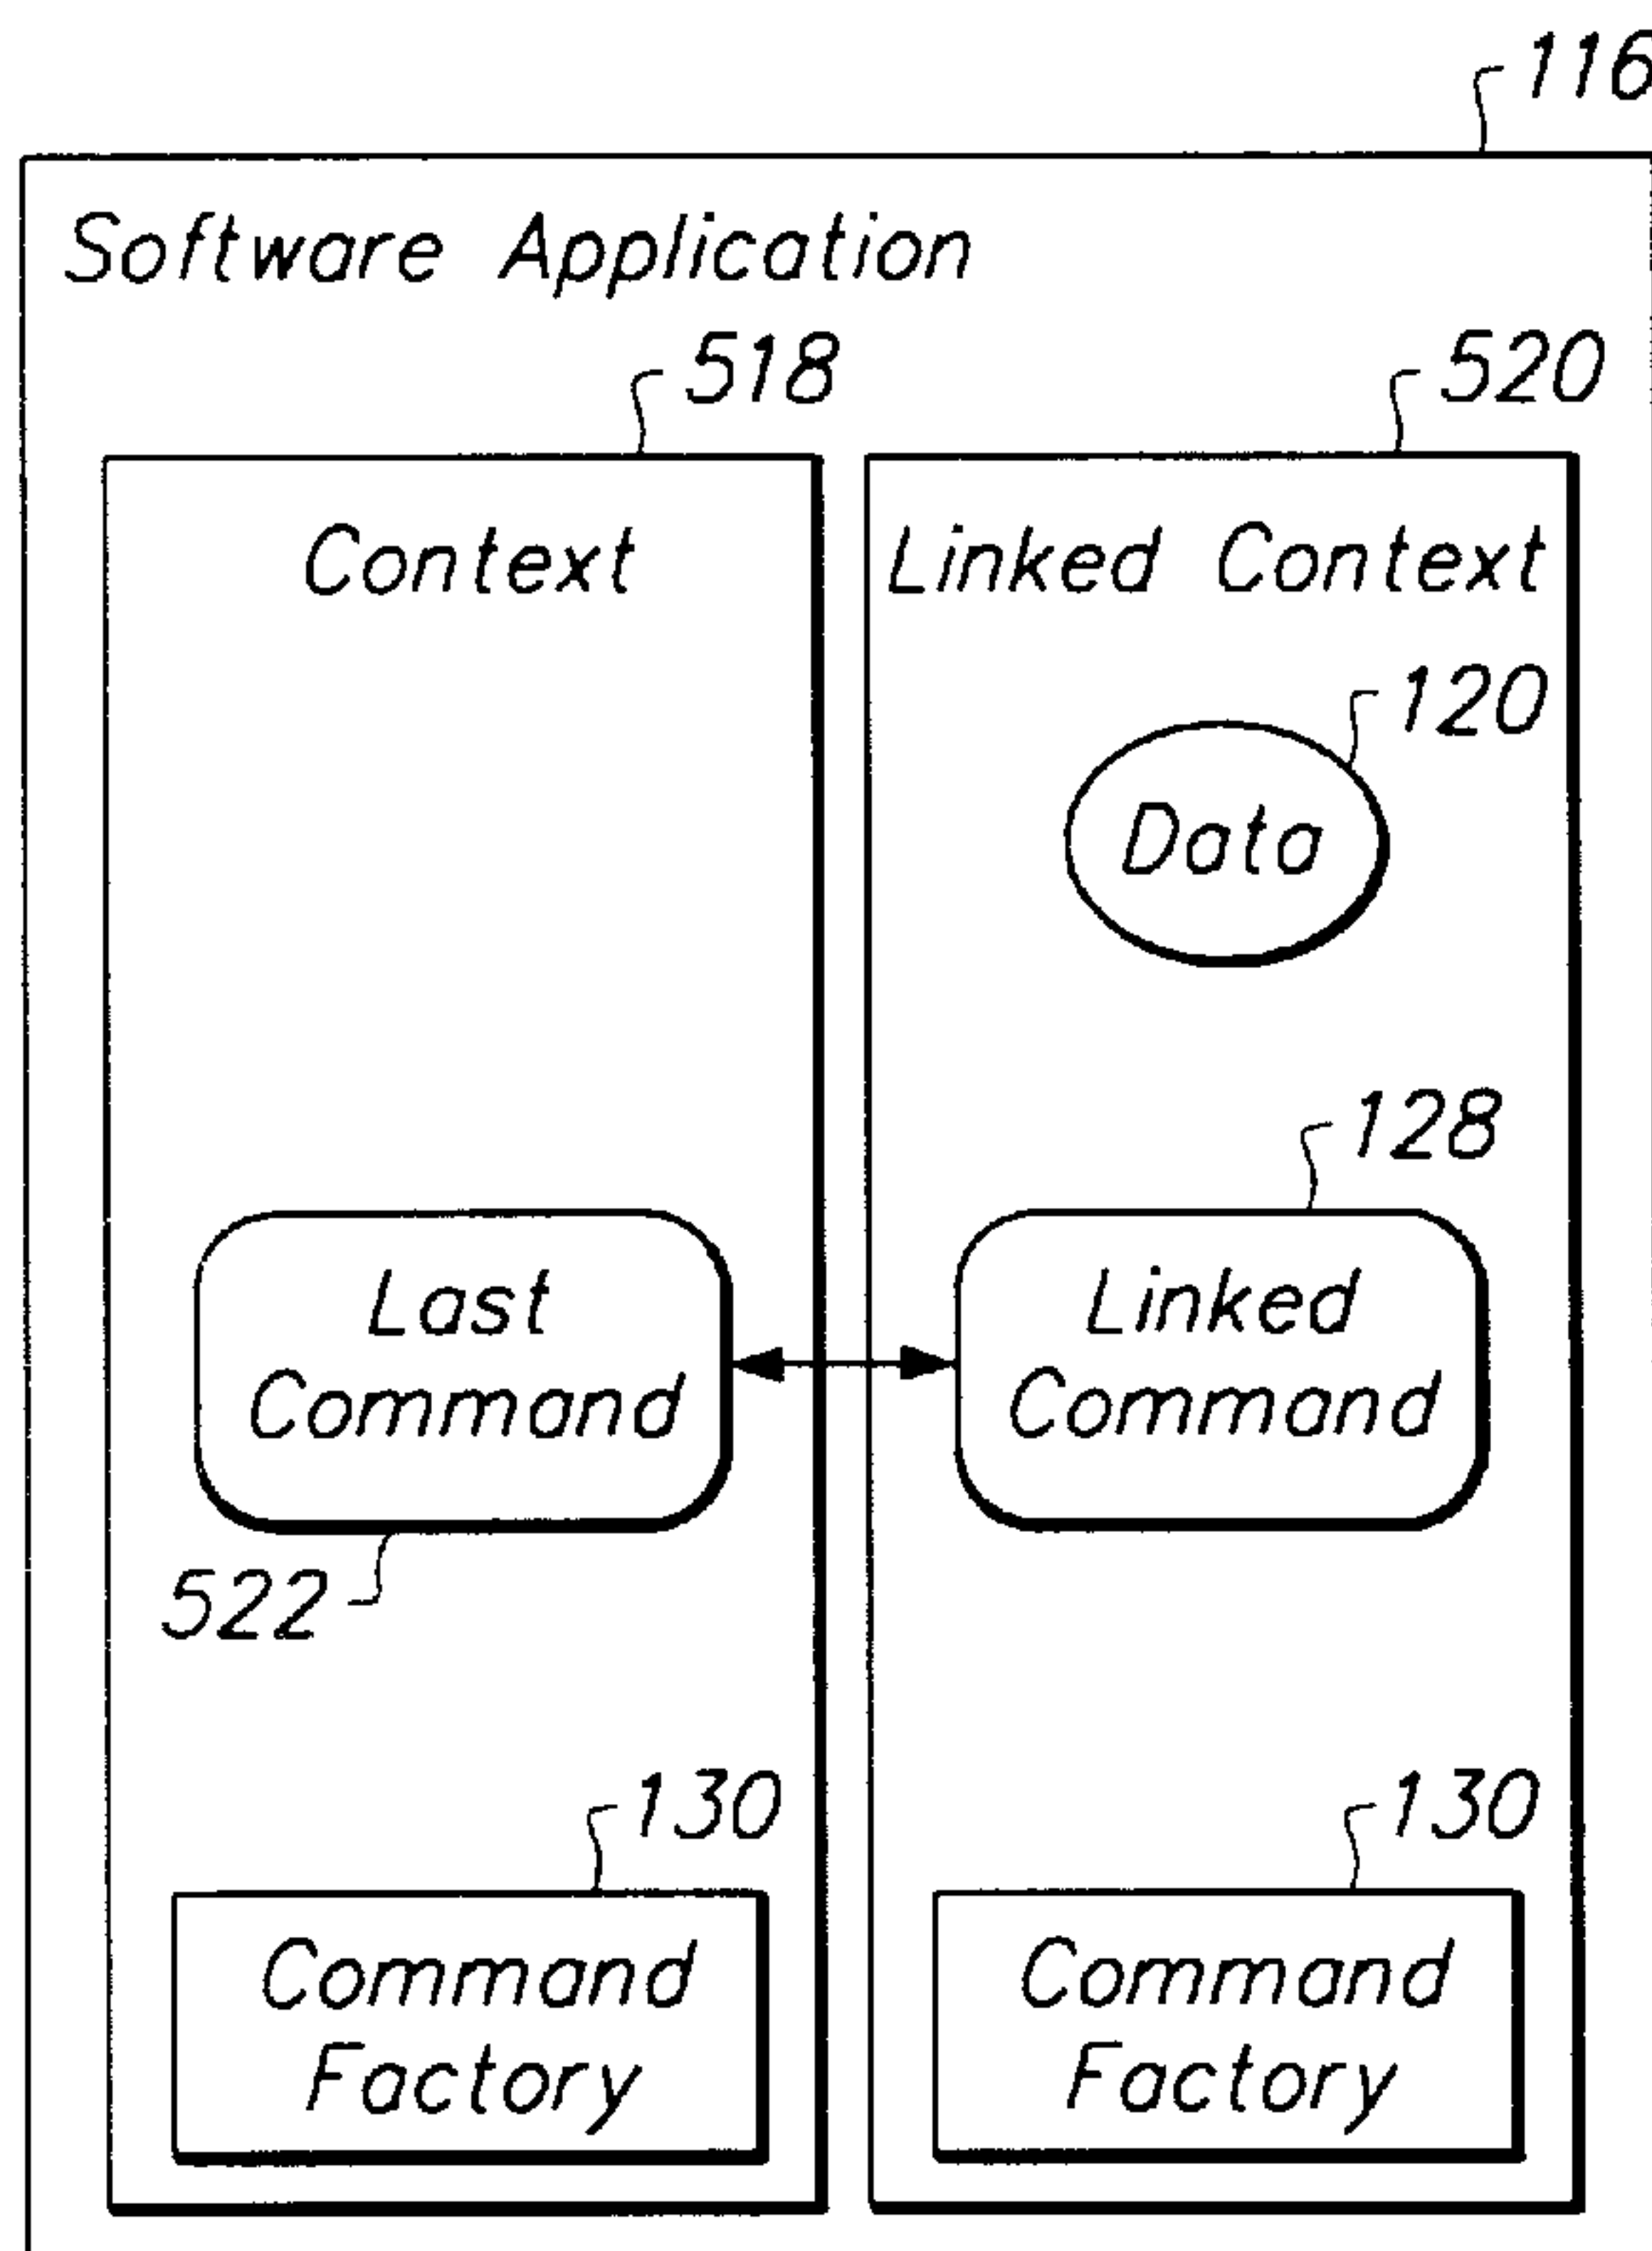 116
Software Application
518
520
Context
Linked Context
120
Data
128
Last
Command
Linked
Command
522
130
130
Command
Factory
Command
Factory